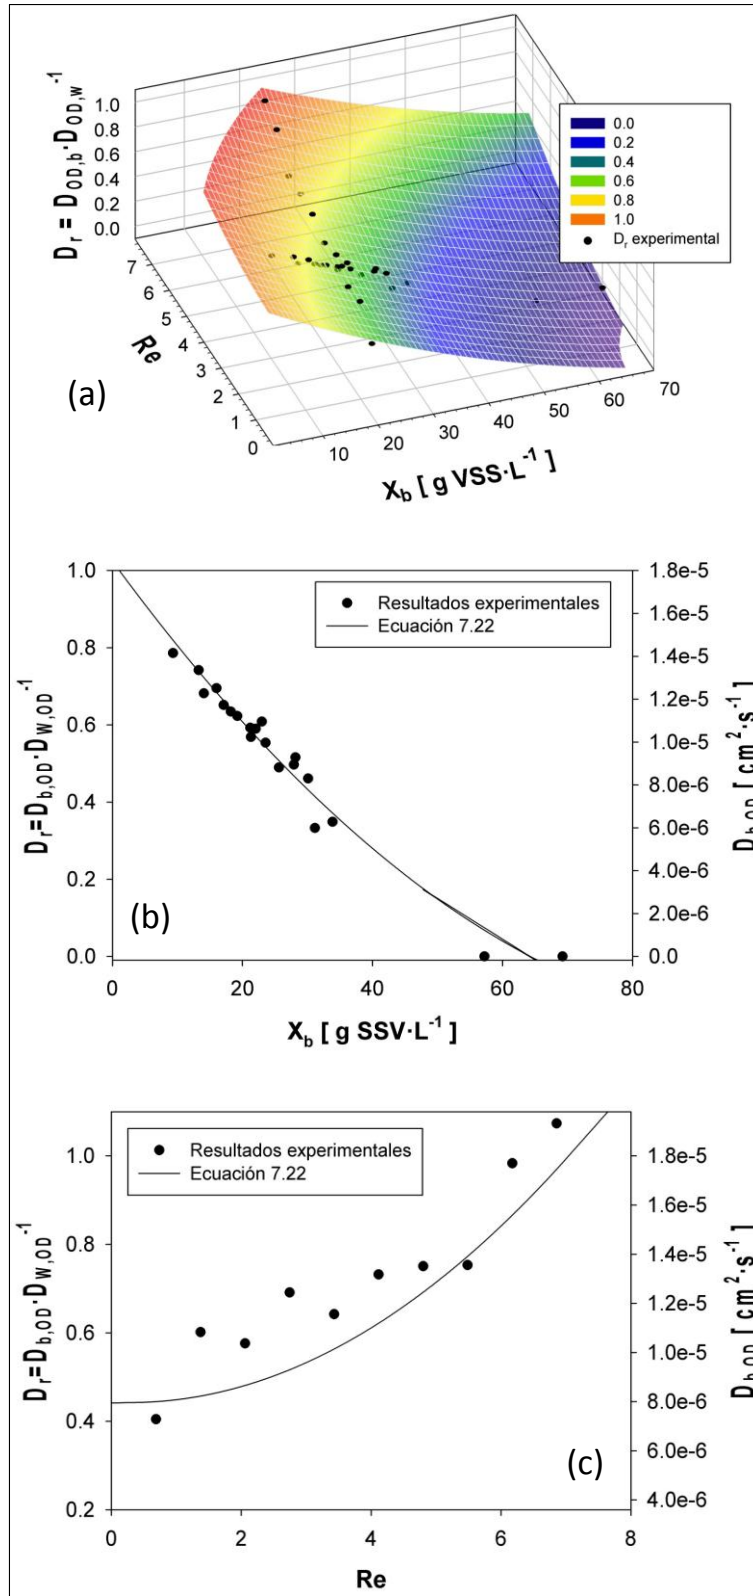 D_r = D_OD,b·D_OD,w^-1
1.0
0.8
0.6
0.4
0.2
0.0
7
6
5
4
3
2
1
0
Re
10
20
30
40
50
60
70
X_b [ g VSS·L^-1 ]
0.0
0.2
0.4
0.6
0.8
1.0
D_r experimental
(a)
D_r=D_b,OD·D_W,OD^-1
1.0
0.8
0.6
0.4
0.2
0.0
Resultados experimentales
Ecuación 7.22
1.8e-5
1.6e-5
1.4e-5
1.2e-5
1.0e-5
8.0e-6
6.0e-6
4.0e-6
2.0e-6
0.0
D_b,OD [ cm^2·s^-1 ]
(b)
0
20
40
60
80
X_b [ g SSV·L^-1 ]
D_r=D_b,OD·D_W,OD^-1
1.0
0.8
0.6
0.4
0.2
Resultados experimentales
Ecuación 7.22
1.8e-5
1.6e-5
1.4e-5
1.2e-5
1.0e-5
8.0e-6
6.0e-6
4.0e-6
D_b,OD [ cm^2·s^-1 ]
(c)
0
2
4
6
8
Re